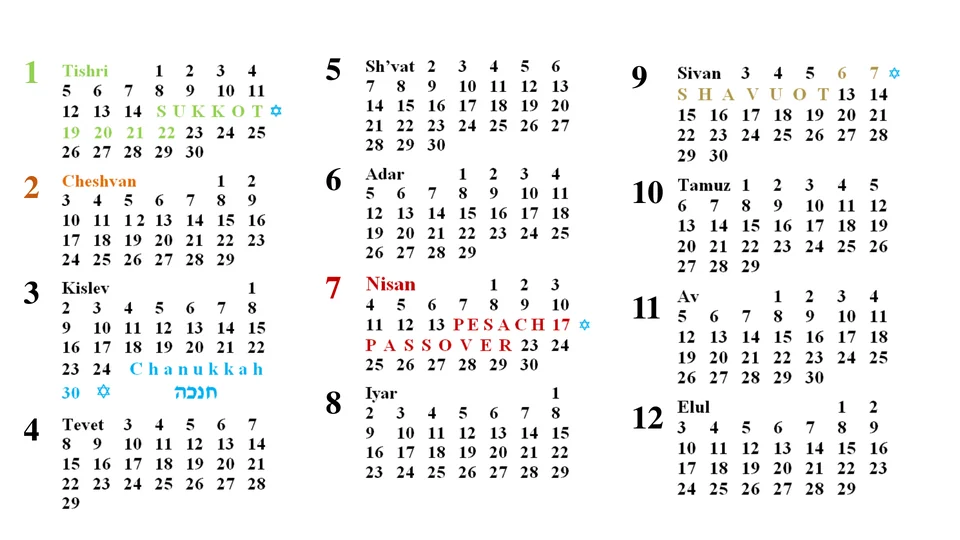 1
Tishri 1 2 3 4
5 6 7 8 9 10 11
12 13 14 S U K K O T ✡
19 20 21 22 23 24 25
26 27 28 29 30
2
Cheshvan 1 2
3 4 5 6 7 8 9
10 11 1 2 13 14 15 16
17 18 19 20 21 22 23
24 25 26 27 28 29
3
Kislev 1
2 3 4 5 6 7 8
9 10 11 12 13 14 15
16 17 18 19 20 21 22
23 24 C h a n u k k a h
30 ✡ חנכה
4
Tevet 3 4 5 6 7
8 9 10 11 12 13 14
15 16 17 18 19 20 21
22 23 24 25 26 27 28
29
5
Sh’vat 2 3 4 5 6
7 8 9 10 11 12 13
14 15 16 17 18 19 20
21 22 23 24 25 26 27
28 29 30
6
Adar 1 2 3 4
5 6 7 8 9 10 11
12 13 14 15 16 17 18
19 20 21 22 23 24 25
26 27 28 29
7
Nisan 1 2 3
4 5 6 7 8 9 10
11 12 13 P E S A C H 17 ✡
P A S S O V E R 23 24
25 26 27 28 29 30
8
Iyar 1
2 3 4 5 6 7 8
9 10 11 12 13 14 15
16 17 18 19 20 21 22
23 24 25 26 27 28 29
9
Sivan 3 4 5 6 7 ✡
S H A V U O T 13 14
15 16 17 18 19 20 21
22 23 24 25 26 27 28
29 30
10
Tamuz 1 2 3 4 5
6 7 8 9 10 11 12
13 14 15 16 17 18 19
20 21 22 23 24 25 26
27 28 29
11
Av 1 2 3 4
5 6 7 8 9 10 11
12 13 14 15 16 17 18
19 20 21 22 23 24 25
26 27 28 29 30
12
Elul 1 2
3 4 5 6 7 8 9
10 11 12 13 14 15 16
17 18 19 20 21 22 23
24 25 26 27 28 29